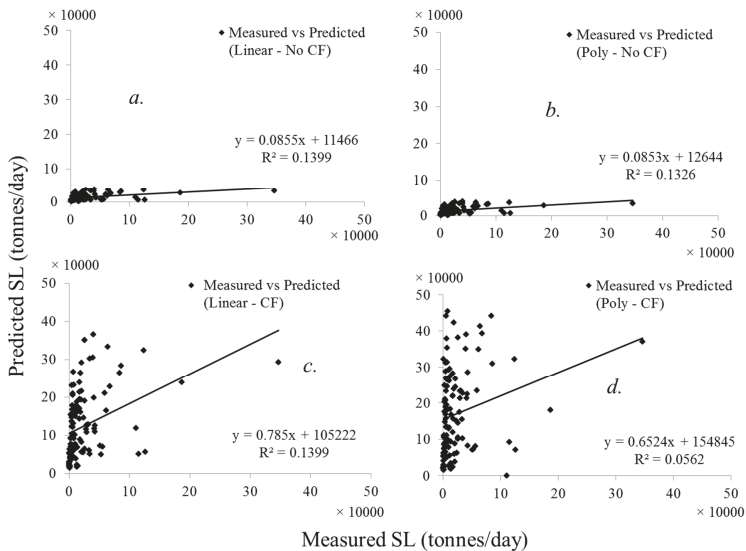 Predicted SL (tonnes/day)
× 10000
50
40
30
20
10
0
◆ Measured vs Predicted
(Linear - No CF)
a.
y = 0.0855x + 11466
R² = 0.1399
0 10 20 30 40 50
× 10000
× 10000
50
40
30
20
10
0
◆ Measured vs Predicted
(Poly - No CF)
b.
y = 0.0853x + 12644
R² = 0.1326
0 10 20 30 40 50
× 10000
× 10000
50
40
30
20
10
0
◆ Measured vs Predicted
(Linear - CF)
c.
y = 0.785x + 105222
R² = 0.1399
0 10 20 30 40 50
× 10000
× 10000
50
40
30
20
10
0
◆ Measured vs Predicted
(Poly - CF)
d.
y = 0.6524x + 154845
R² = 0.0562
0 10 20 30 40 50
× 10000
Measured SL (tonnes/day)